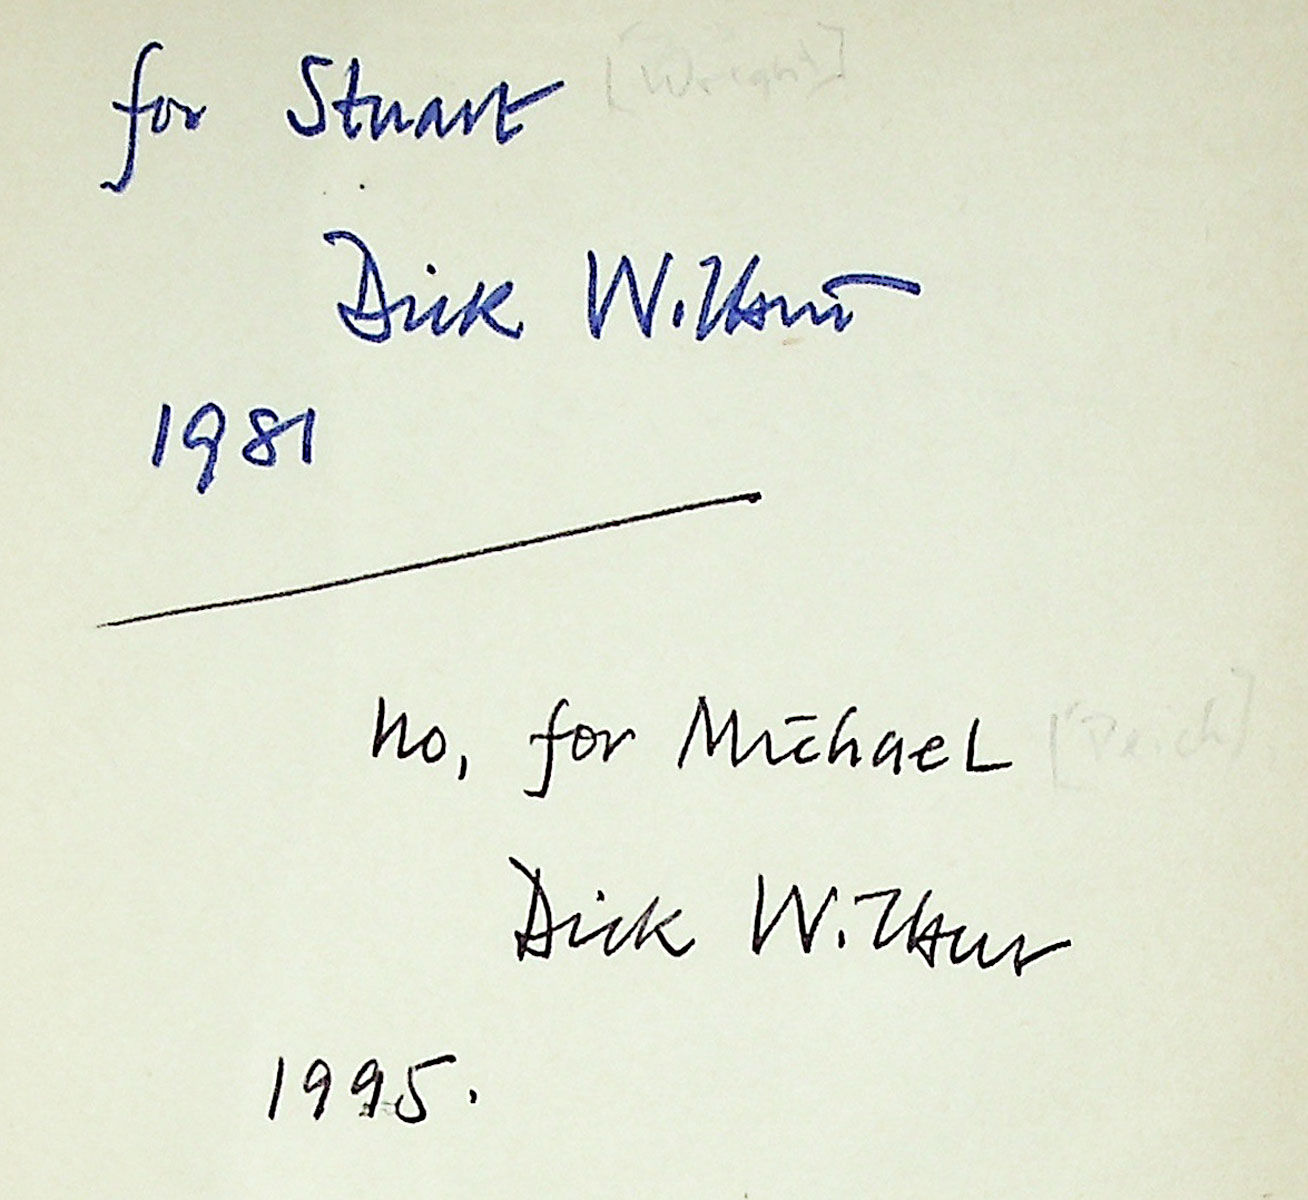 for Stuart [Wright]
Dick Wilbur
1981
no, for Michael [Peich]
Dick Wilbur
1995.